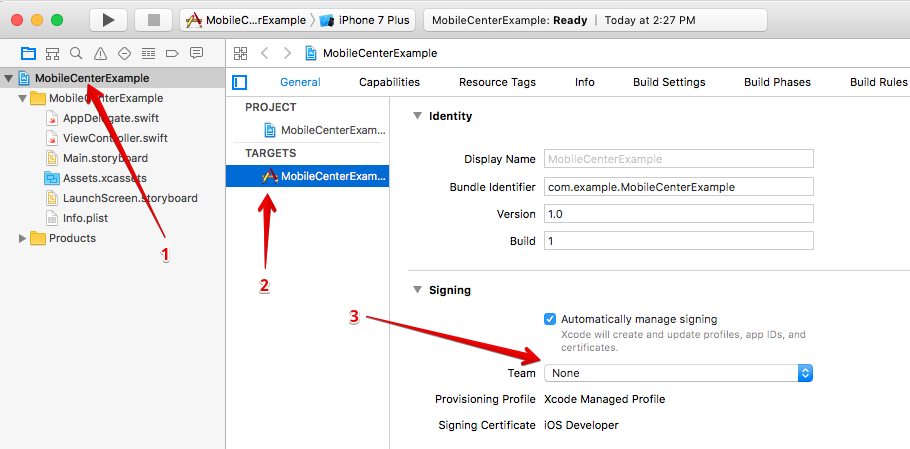 MobileC...rExample iPhone 7 Plus MobileCenterExample: Ready Today at 2:27 PM
MobileCenterExample
MobileCenterExample
General Capabilities Resource Tags Info Build Settings Build Phases Build Rules
MobileCenterExample
AppDelegate.swift
ViewController.swift
Main.storyboard
Assets.xcassets
LaunchScreen.storyboard
Info.plist
Products
1
PROJECT
MobileCenterExam...
TARGETS
MobileCenterExam...
2
Identity
Display Name MobileCenterExample
Bundle Identifier com.example.MobileCenterExample
Version 1.0
Build 1
Signing
3
Automatically manage signing
Xcode will create and update profiles, app IDs, and
certificates.
Team None
Provisioning Profile Xcode Managed Profile
Signing Certificate iOS Developer